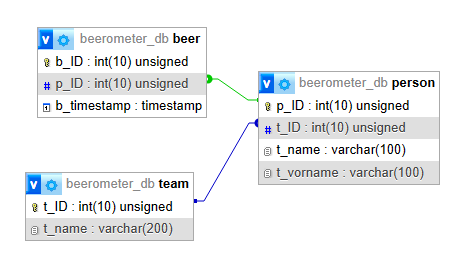 beerometer_db beer
b_ID : int(10) unsigned
# p_ID : int(10) unsigned
b_timestamp : timestamp
beerometer_db person
p_ID : int(10) unsigned
# t_ID : int(10) unsigned
t_name : varchar(100)
t_vorname : varchar(100)
beerometer_db team
t_ID : int(10) unsigned
t_name : varchar(200)